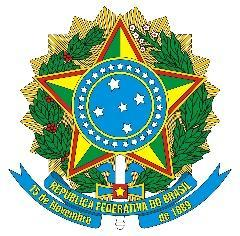 REPÚBLICA FEDERATIVA DO BRASIL
15 de Novembro
de 1889